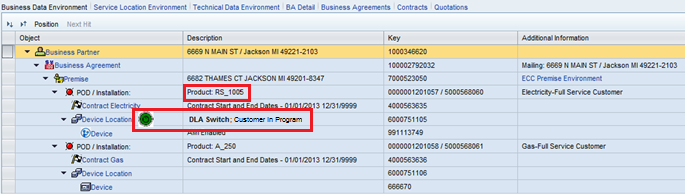 Business Data Environment Service Location Environment Technical Data Environment BA Detail Business Agreements Contracts Quotations
Position Next Hit
Object Description Key Additional Information
Business Partner 6669 N MAIN ST / Jackson MI 49221-2103 1000346620
Business Agreement 100002792032 Mailing: 6669 N MAIN ST / Jackson MI 49221-2103
Premise 6682 THAMES CT JACKSON MI 49201-8347 7000523050 ECC Premise Environment
POD / Installation: Product: RS_1005 0000001201057 / 5000568061 Electricity-Full Service Customer
Contract Electricity Contract Start and End Dates - 01/01/2013 12/31/9999 4000563635
Device Location DLA Switch; Customer In Program 6000751105
Device AMI Enabled 991113749
POD / Installation: Product: A_250 0000001201058 / 5000568060 Gas-Full Service Customer
Contract Gas Contract Start and End Dates - 01/01/2013 12/31/9999 4000563636
Device Location 6000751106
Device 666670